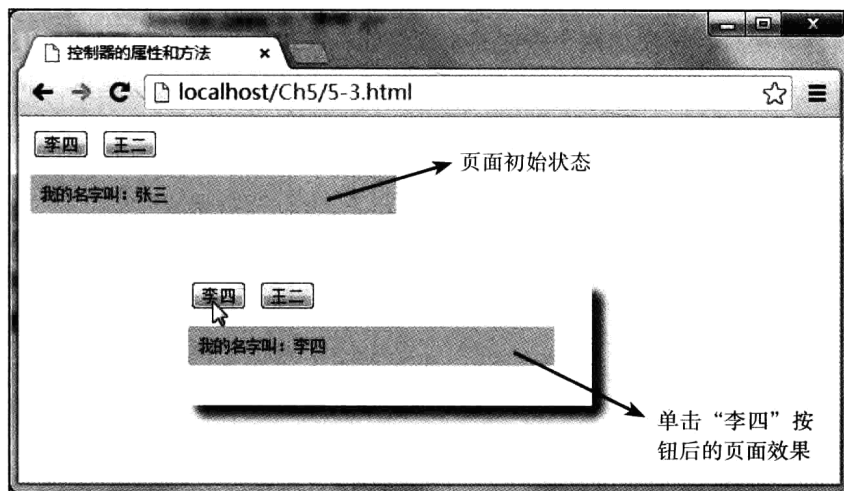 控制器的属性和方法
localhost/Ch5/5-3.html
李四 王二
我的名字叫：张三
页面初始状态
李四 王二
我的名字叫：李四
单击“李四”按
钮后的页面效果